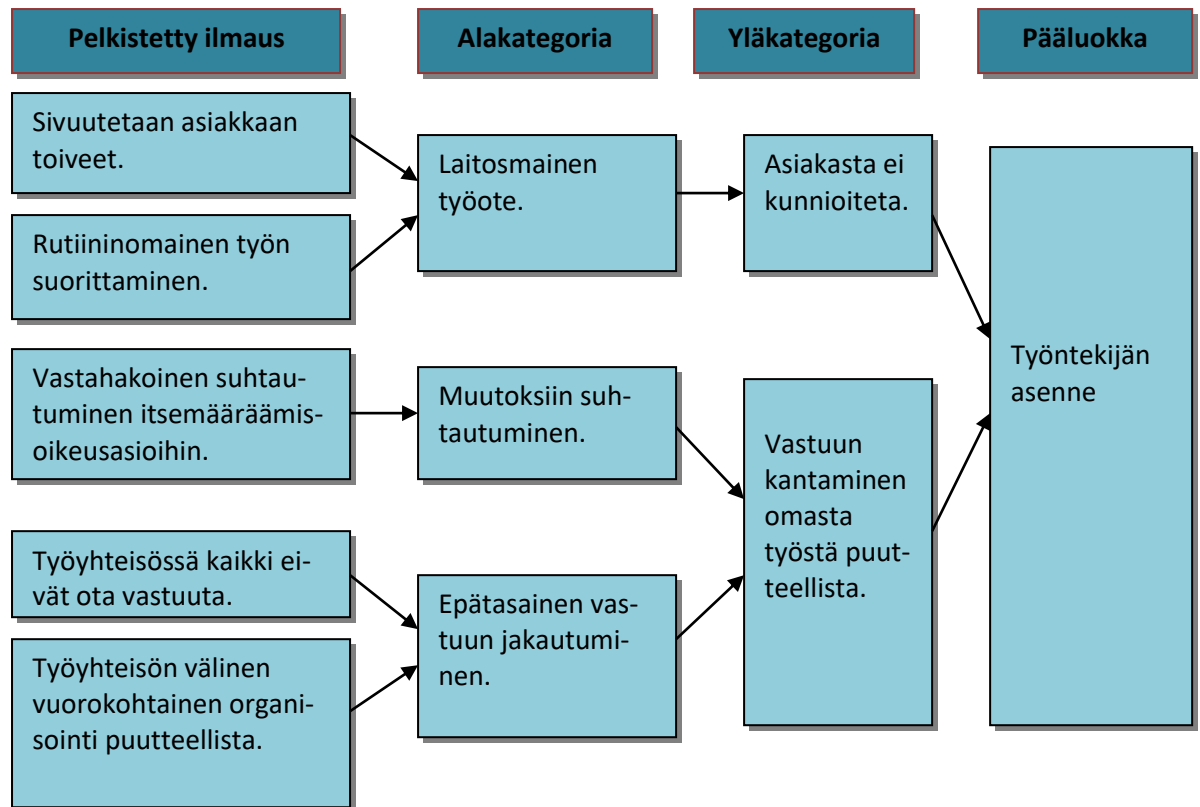 Pelkistetty ilmaus
Alakategoria
Yläkategoria
Pääluokka
Sivuutetaan asiakkaan
toiveet.
Rutiininomainen työn
suorittaminen.
Vastahakoinen suhtau-
tuminen itsemääräämis-
oikeusasioihin.
Työyhteisössä kaikki ei-
vät ota vastuuta.
Työyhteisön välinen
vuorokohtainen organi-
sointi puutteellista.
Laitosmainen
työote.
Muutoksiin suh-
tautuminen.
Epätasainen vas-
tuun jakautumi-
nen.
Asiakasta ei
kunnioiteta.
Vastuun
kantaminen
omasta
työstä puut-
teellista.
Työntekijän
asenne